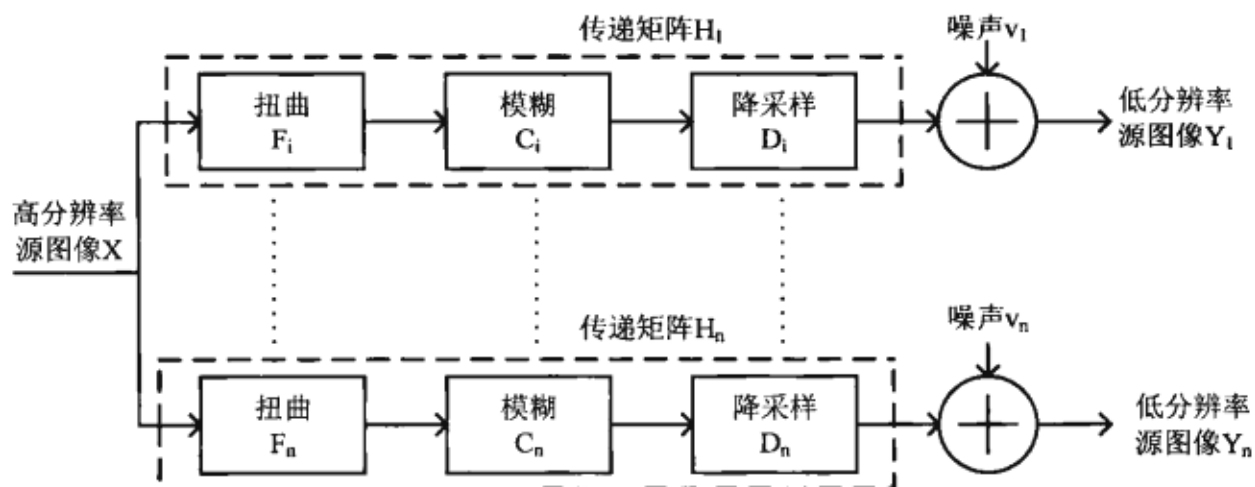 传递矩阵H₁
噪声v₁
扭曲
Fᵢ
模糊
Cᵢ
降采样
Dᵢ
低分辨率
源图像Y₁
高分辨率
源图像X
传递矩阵Hₙ
噪声vₙ
扭曲
Fₙ
模糊
Cₙ
降采样
Dₙ
低分辨率
源图像Yₙ